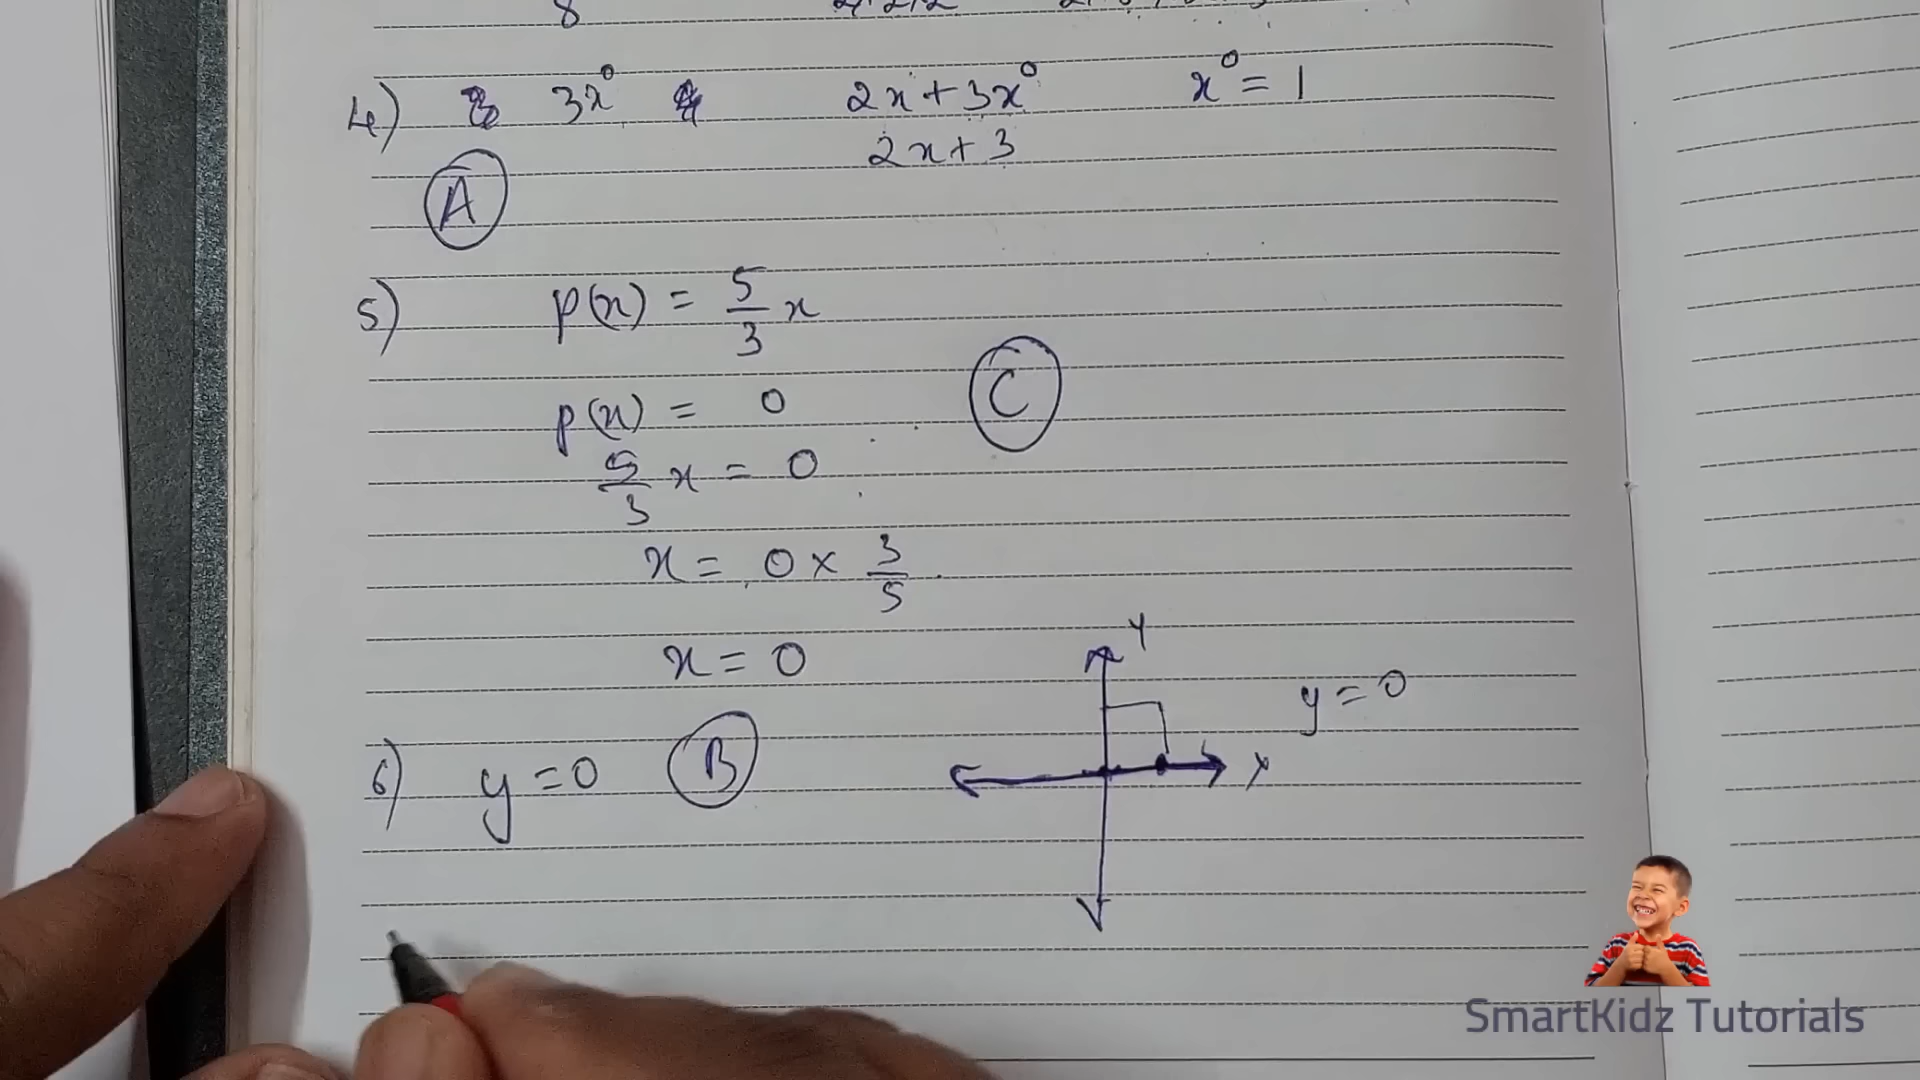 8
4) 3x⁰ 2x + 3x⁰ x⁰ = 1
2x + 3
A
5) p(x) = 5/3 x
p(x) = 0 C
5/3 x = 0
x = 0 × 3/5
x = 0
Y
y = 0
6) y = 0 B
X
SmartKidz Tutorials